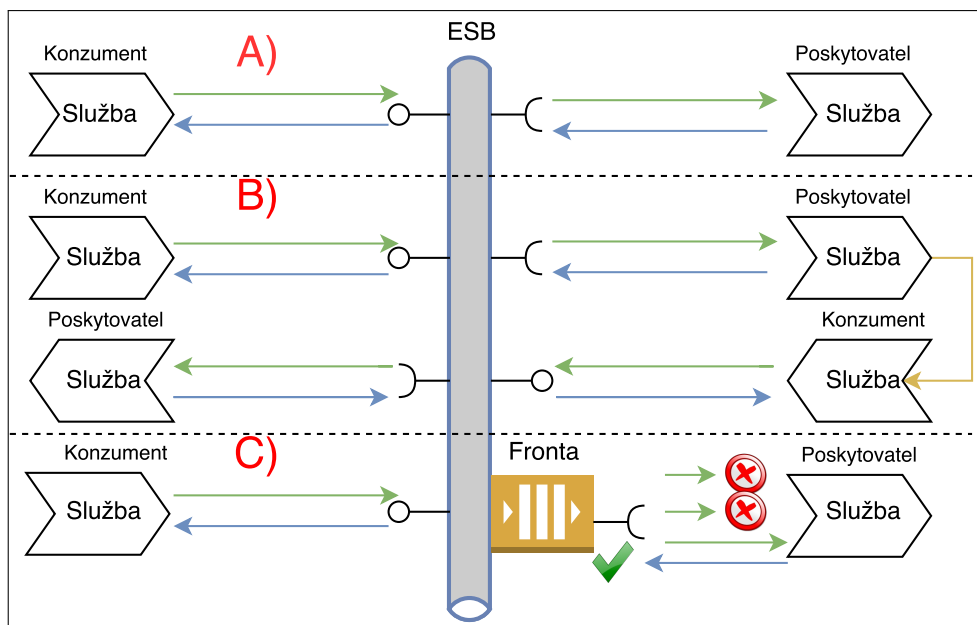 ESB
A)
Konzument
Služba
Poskytovatel
Služba
B)
Konzument
Služba
Poskytovatel
Služba
Poskytovatel
Služba
Konzument
Služba
C)
Konzument
Služba
Fronta
Poskytovatel
Služba